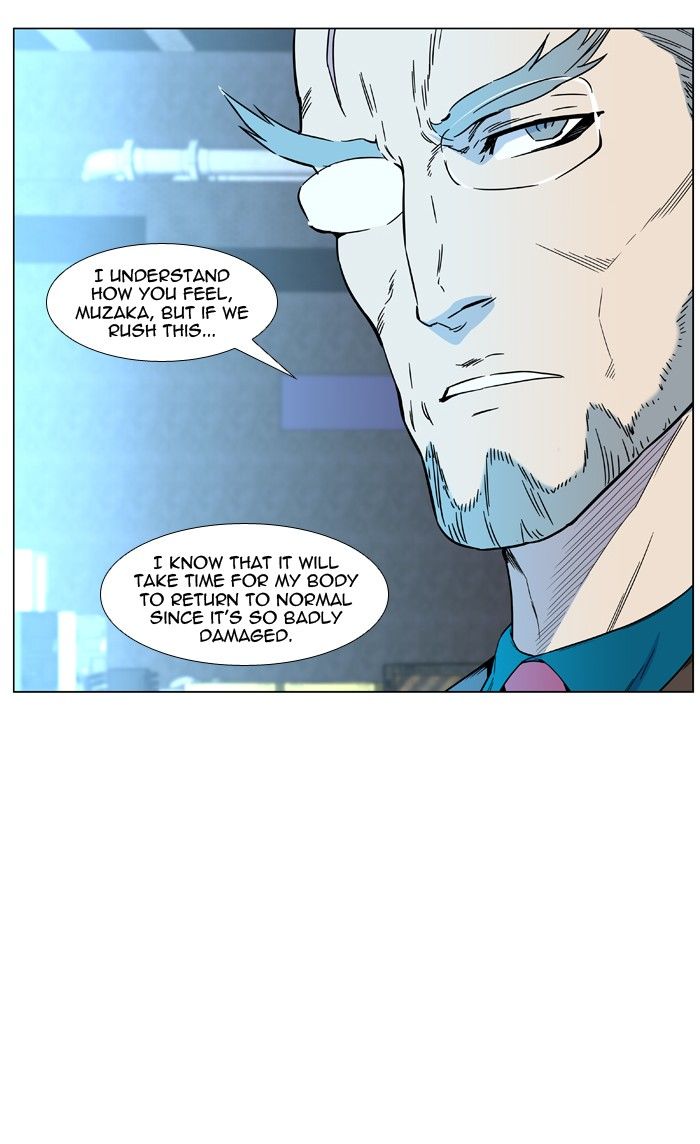 I UNDERSTAND
HOW YOU FEEL,
MUZAKA, BUT IF WE
RUSH THIS...
I KNOW THAT IT WILL
TAKE TIME FOR MY BODY
TO RETURN TO NORMAL
SINCE IT'S SO BADLY
DAMAGED.